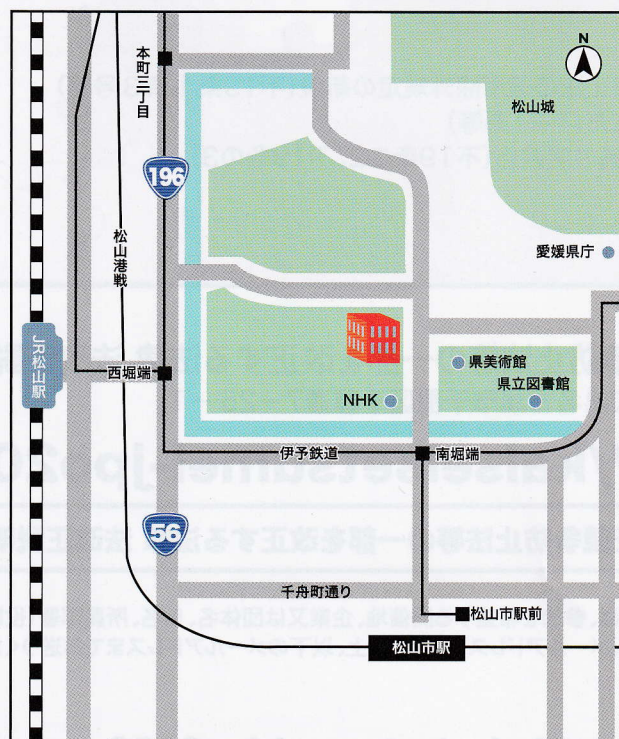 N
本町三丁目
松山城
196
松山港戦
愛媛県庁
JR松山駅
県美術館
西堀端
県立図書館
NHK
伊予鉄道
南堀端
56
千舟町通り
松山市駅前
松山市駅